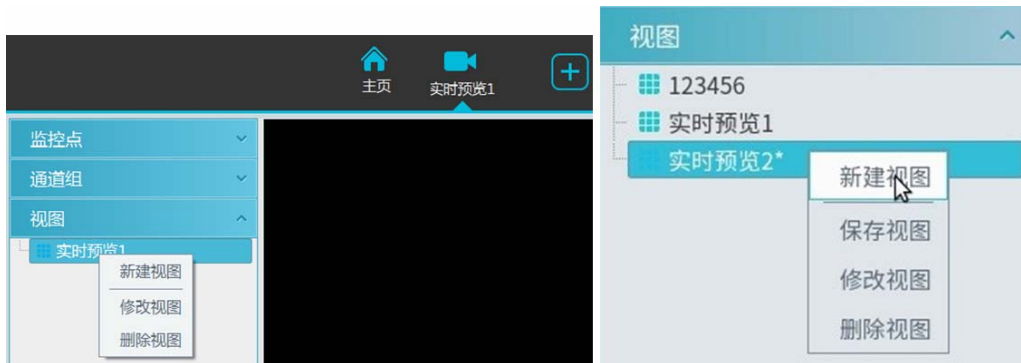 主页
实时预览1
监控点
通道组
视图
实时预览1
新建视图
修改视图
删除视图
视图
123456
实时预览1
实时预览2*
新建视图
保存视图
修改视图
删除视图